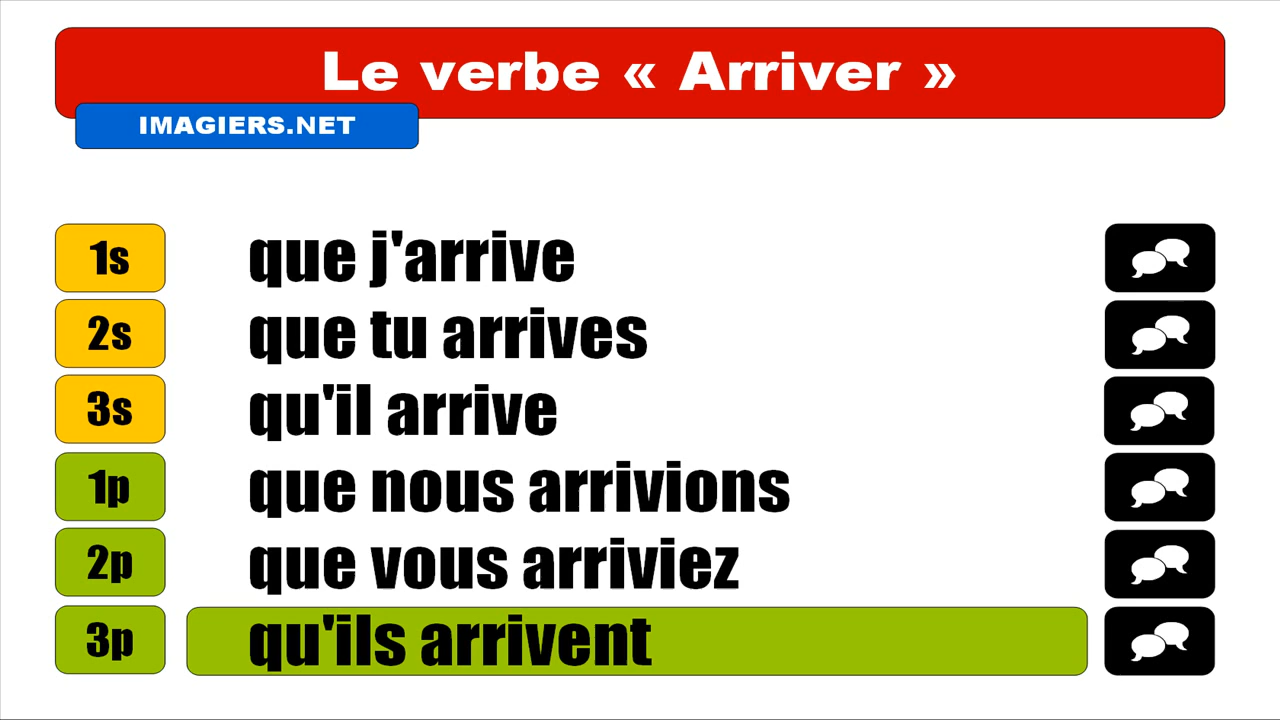 Le verbe « Arriver »
IMAGIERS.NET
1s que j'arrive
2s que tu arrives
3s qu'il arrive
1p que nous arrivions
2p que vous arriviez
3p qu'ils arrivent